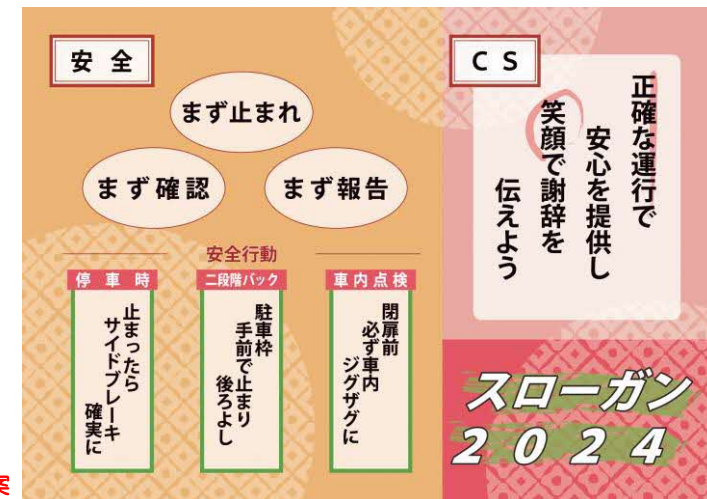 安全
まず止まれ
まず確認
まず報告
安全行動
停車時
止まったら
サイドブレーキ
確実に
二段階バック
駐車枠
手前で止まり
後ろよし
車内点検
閉扉前
必ず車内
ジグザグに
CS
正確な運行で
安心を提供し
笑顔で謝辞を
伝えよう
スローガン
2024
案